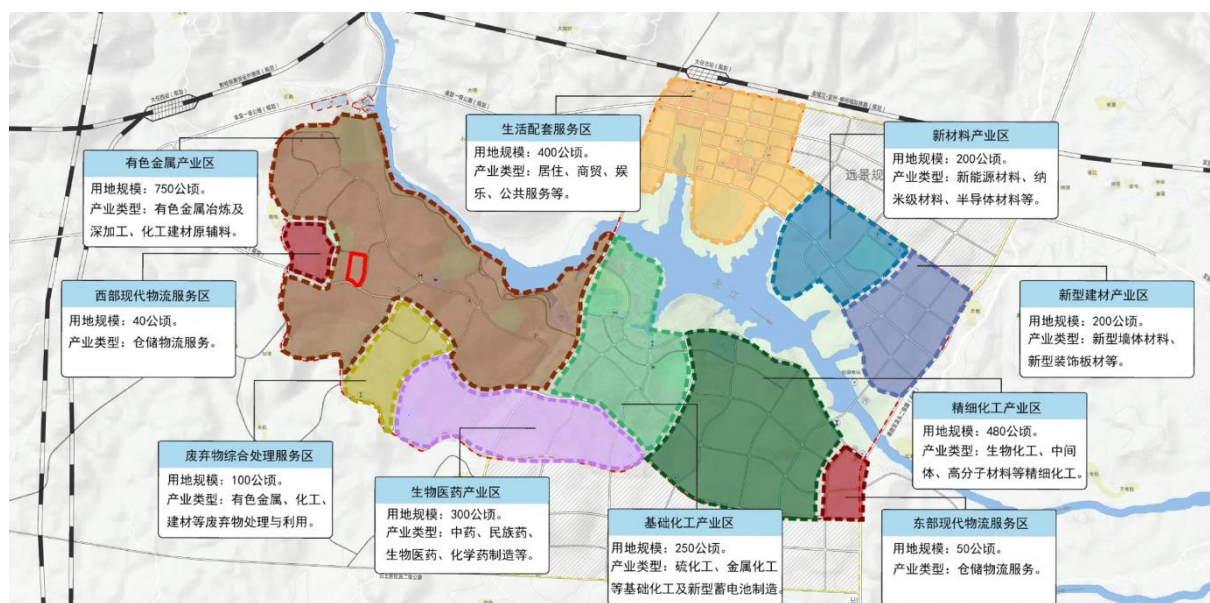 有色金属产业区
用地规模：750公顷。
产业类型：有色金属冶炼及
深加工、化工建材原辅料。
西部现代物流服务区
用地规模：40公顷。
产业类型：仓储物流服务。
废弃物综合处理服务区
用地规模：100公顷。
产业类型：有色金属、化工、
建材等废弃物处理与利用。
生活配套服务区
用地规模：400公顷。
产业类型：居住、商贸、娱
乐、公共服务等。
生物医药产业区
用地规模：300公顷。
产业类型：中药、民族药、
生物医药、化学药制造等。
基础化工产业区
用地规模：250公顷。
产业类型：硫化工、金属化工
等基础化工及新型蓄电池制造。
新材料产业区
用地规模：200公顷。
产业类型：新能源材料、纳
米级材料、半导体材料等。
远景规
新型建材产业区
用地规模：200公顷。
产业类型：新型墙体材料、
新型装饰板材等。
精细化工产业区
用地规模：480公顷。
产业类型：生物化工、中间
体、高分子材料等精细化工。
东部现代物流服务区
用地规模：50公顷。
产业类型：仓储物流服务。
龙江